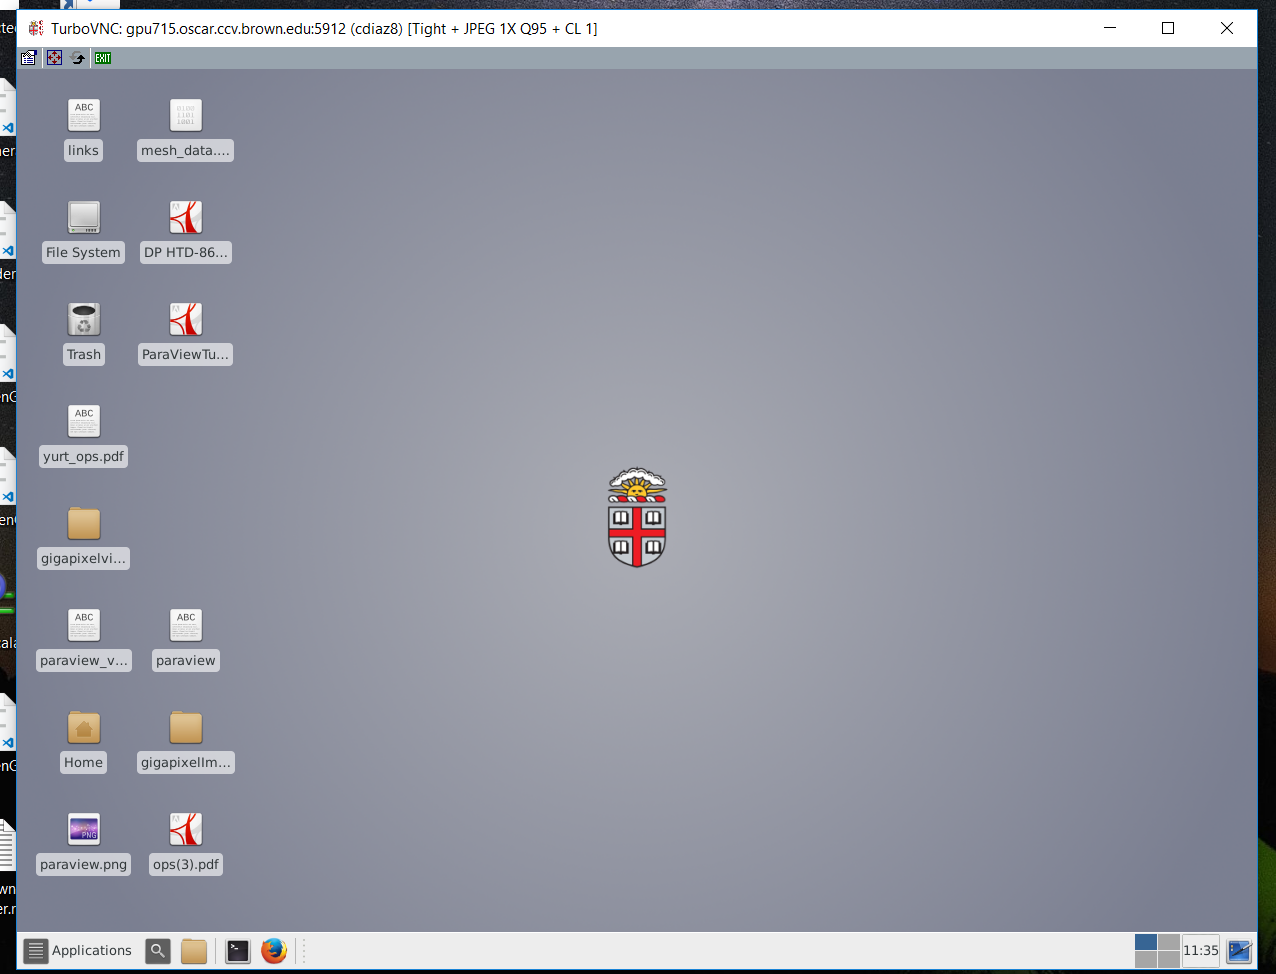 TurboVNC: gpu715.oscar.ccv.brown.edu:5912 (cdiaz8) [Tight + JPEG 1X Q95 + CL 1]
EXIT
ABC
links
mesh_data....
File System
DP HTD-86...
Trash
ParaViewTu...
ABC
yurt_ops.pdf
gigapixelvi...
ABC
paraview_v...
ABC
paraview
Home
gigapixelIm...
PNG
paraview.png
ops(3).pdf
Applications
11:35